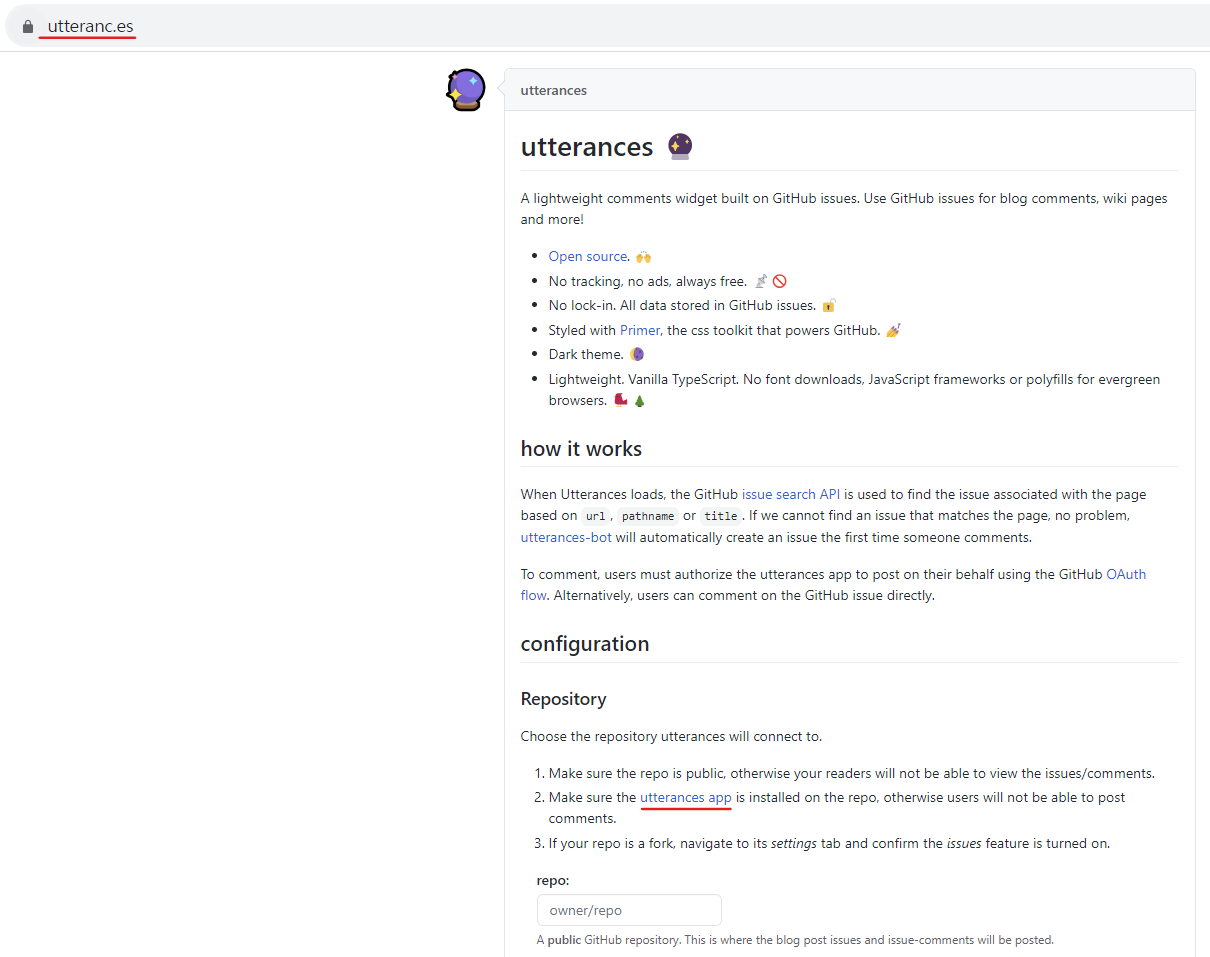 utteranc.es
utterances
utterances
A lightweight comments widget built on GitHub issues. Use GitHub issues for blog comments, wiki pages
and more!
Open source.
No tracking, no ads, always free.
No lock-in. All data stored in GitHub issues.
Styled with Primer, the css toolkit that powers GitHub.
Dark theme.
Lightweight. Vanilla TypeScript. No font downloads, JavaScript frameworks or polyfills for evergreen
browsers.
how it works
When Utterances loads, the GitHub issue search API is used to find the issue associated with the page
based on url, pathname or title. If we cannot find an issue that matches the page, no problem,
utterances-bot will automatically create an issue the first time someone comments.
To comment, users must authorize the utterances app to post on their behalf using the GitHub OAuth
flow. Alternatively, users can comment on the GitHub issue directly.
configuration
Repository
Choose the repository utterances will connect to.
1. Make sure the repo is public, otherwise your readers will not be able to view the issues/comments.
2. Make sure the utterances app is installed on the repo, otherwise users will not be able to post
comments.
3. If your repo is a fork, navigate to its settings tab and confirm the issues feature is turned on.
repo:
owner/repo
A public GitHub repository. This is where the blog post issues and issue-comments will be posted.